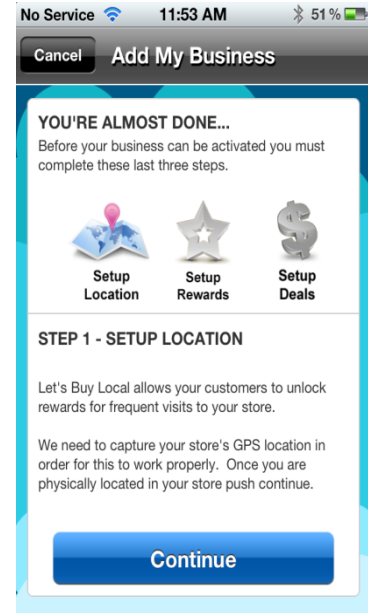 No Service 11:53 AM 51%
Cancel Add My Business
YOU'RE ALMOST DONE...
Before your business can be activated you must
complete these last three steps.
Setup Setup Setup
Location Rewards Deals
STEP 1 - SETUP LOCATION
Let's Buy Local allows your customers to unlock
rewards for frequent visits to your store.
We need to capture your store's GPS location in
order for this to work properly. Once you are
physically located in your store push continue.
Continue